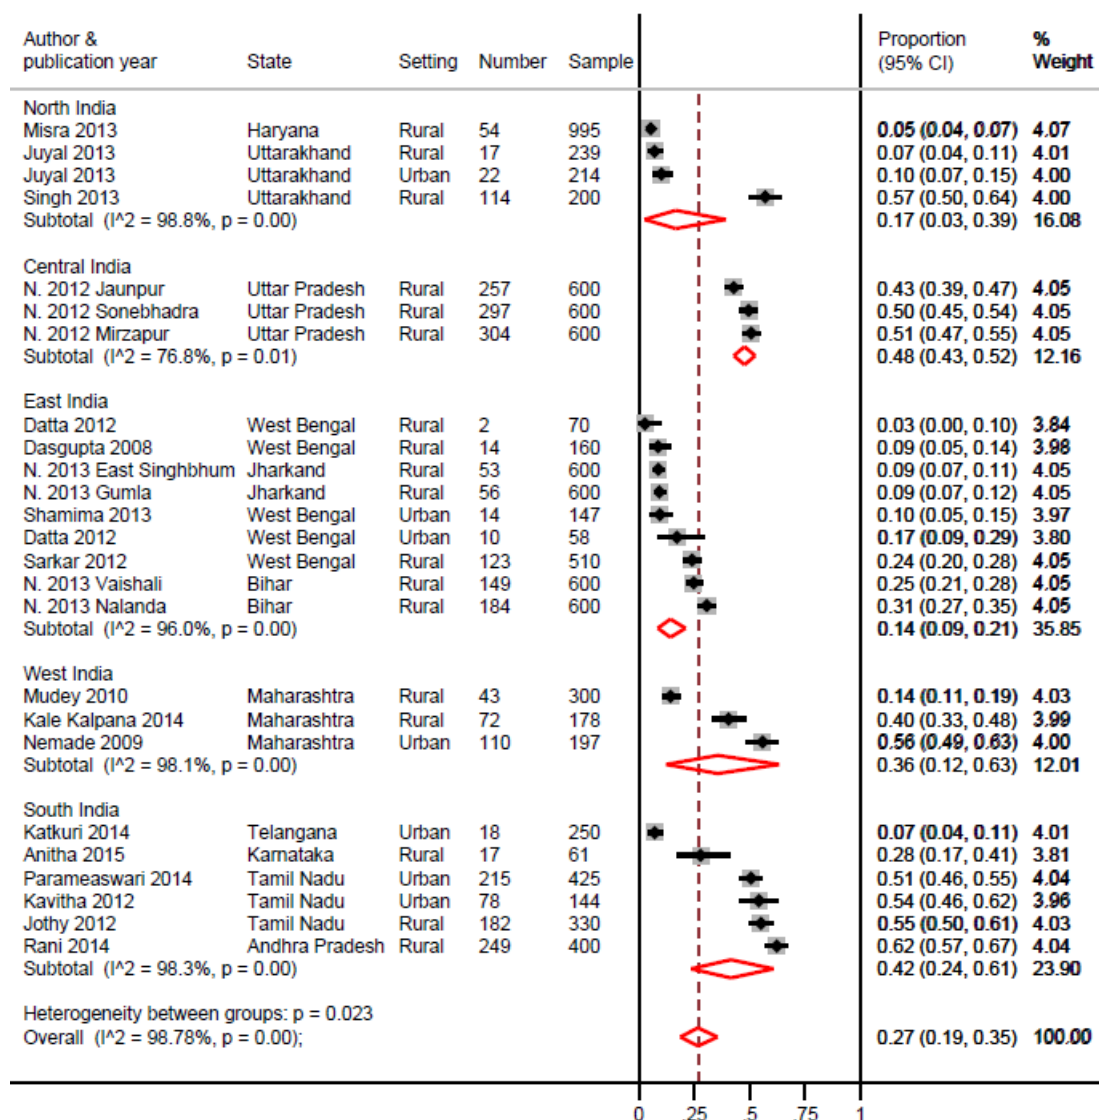 Author &
publication year State Setting Number Sample Proportion (95% CI) % Weight
North India
Misra 2013 Haryana Rural 54 995 0.05 (0.04, 0.07) 4.07
Juyal 2013 Uttarakhand Rural 17 239 0.07 (0.04, 0.11) 4.01
Juyal 2013 Uttarakhand Urban 22 214 0.10 (0.07, 0.15) 4.00
Singh 2013 Uttarakhand Rural 114 200 0.57 (0.50, 0.64) 4.00
Subtotal (I^2 = 98.8%, p = 0.00) 0.17 (0.03, 0.39) 16.08
Central India
N. 2012 Jaunpur Uttar Pradesh Rural 257 600 0.43 (0.39, 0.47) 4.05
N. 2012 Sonebhadra Uttar Pradesh Rural 297 600 0.50 (0.45, 0.54) 4.05
N. 2012 Mirzapur Uttar Pradesh Rural 304 600 0.51 (0.47, 0.55) 4.05
Subtotal (I^2 = 76.8%, p = 0.01) 0.48 (0.43, 0.52) 12.16
East India
Datta 2012 West Bengal Rural 2 70 0.03 (0.00, 0.10) 3.84
Dasgupta 2008 West Bengal Rural 14 160 0.09 (0.05, 0.14) 3.98
N. 2013 East Singhbhum Jharkand Rural 53 600 0.09 (0.07, 0.11) 4.05
N. 2013 Gumla Jharkand Rural 56 600 0.09 (0.07, 0.12) 4.05
Shamima 2013 West Bengal Urban 14 147 0.10 (0.05, 0.15) 3.97
Datta 2012 West Bengal Urban 10 58 0.17 (0.09, 0.29) 3.80
Sarkar 2012 West Bengal Rural 123 510 0.24 (0.20, 0.28) 4.05
N. 2013 Vaishali Bihar Rural 149 600 0.25 (0.21, 0.28) 4.05
N. 2013 Nalanda Bihar Rural 184 600 0.31 (0.27, 0.35) 4.05
Subtotal (I^2 = 96.0%, p = 0.00) 0.14 (0.09, 0.21) 35.85
West India
Mudey 2010 Maharashtra Rural 43 300 0.14 (0.11, 0.19) 4.03
Kale Kalpana 2014 Maharashtra Rural 72 178 0.40 (0.33, 0.48) 3.99
Nemade 2009 Maharashtra Urban 110 197 0.56 (0.49, 0.63) 4.00
Subtotal (I^2 = 98.1%, p = 0.00) 0.36 (0.12, 0.63) 12.01
South India
Katkuri 2014 Telangana Urban 18 250 0.07 (0.04, 0.11) 4.01
Anitha 2015 Karnataka Rural 17 61 0.28 (0.17, 0.41) 3.81
Parameaswari 2014 Tamil Nadu Urban 215 425 0.51 (0.46, 0.55) 4.04
Kavitha 2012 Tamil Nadu Urban 78 144 0.54 (0.46, 0.62) 3.96
Jothy 2012 Tamil Nadu Rural 182 330 0.55 (0.50, 0.61) 4.03
Rani 2014 Andhra Pradesh Rural 249 400 0.62 (0.57, 0.67) 4.04
Subtotal (I^2 = 98.3%, p = 0.00) 0.42 (0.24, 0.61) 23.90
Heterogeneity between groups: p = 0.023
Overall (I^2 = 98.78%, p = 0.00); 0.27 (0.19, 0.35) 100.00
0 .25 .5 .75 1